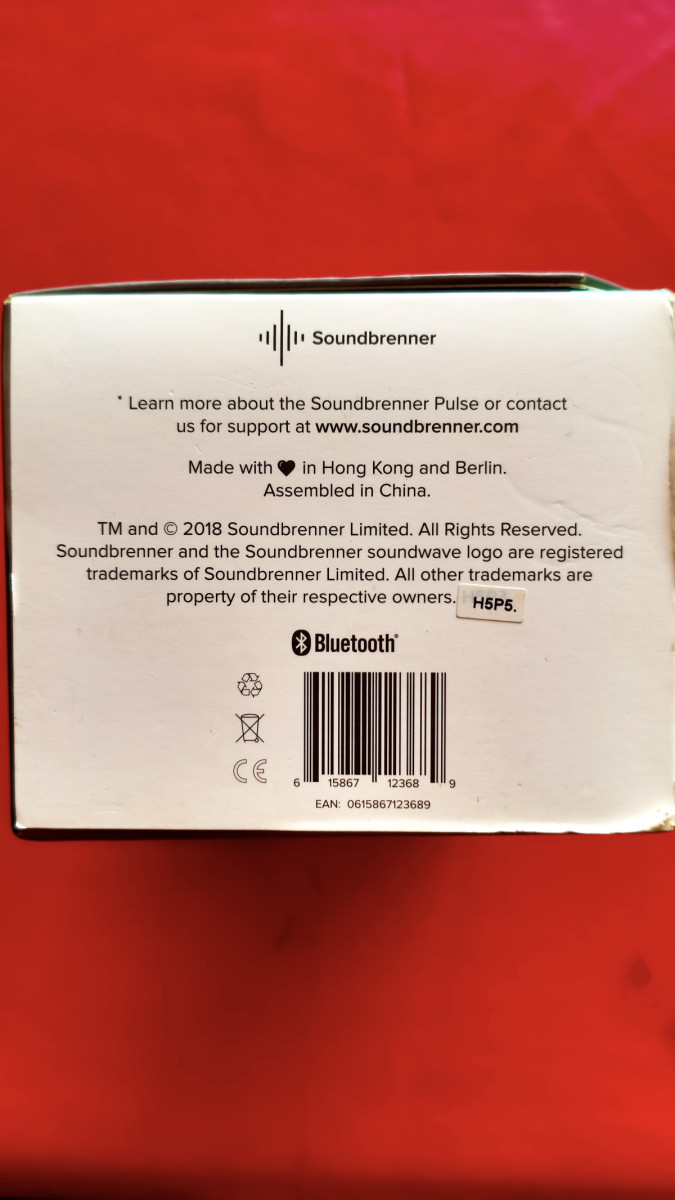 Soundbrenner
* Learn more about the Soundbrenner Pulse or contact
us for support at www.soundbrenner.com
Made with ♥ in Hong Kong and Berlin.
Assembled in China.
TM and © 2018 Soundbrenner Limited. All Rights Reserved.
Soundbrenner and the Soundbrenner soundwave logo are registered
trademarks of Soundbrenner Limited. All other trademarks are
property of their respective owners.
H5P5.
Bluetooth®
CE
6 15867 12368 9
EAN: 0615867123689